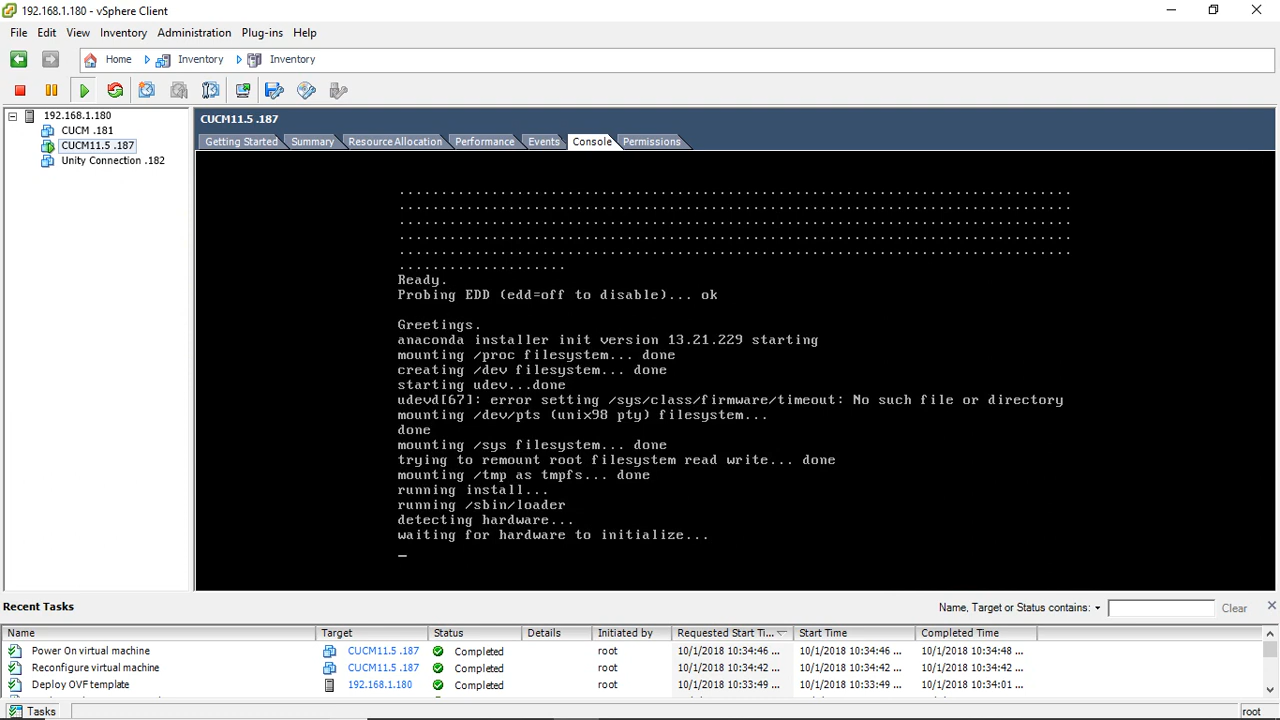 192.168.1.180 - vSphere Client
File Edit View Inventory Administration Plug-ins Help
Home Inventory Inventory
192.168.1.180
CUCM .181
CUCM11.5 .187
Unity Connection .182
CUCM11.5 .187
Getting Started Summary Resource Allocation Performance Events Console Permissions
................................................................................
................................................................................
................................................................................
................................................................................
................................................................................
....................
Ready.
Probing EDD (edd=off to disable)... ok
Greetings.
anaconda installer init version 13.21.229 starting
mounting /proc filesystem... done
creating /dev filesystem... done
starting udev...done
udevd[67]: error setting /sys/class/firmware/timeout: No such file or directory
mounting /dev/pts (unix98 pty) filesystem...
done
mounting /sys filesystem... done
trying to remount root filesystem read write... done
mounting /tmp as tmpfs... done
running install...
running /sbin/loader
detecting hardware...
waiting for hardware to initialize...
_
Recent Tasks Name, Target or Status contains: Clear
Name Target Status Details Initiated by Requested Start Ti... Start Time Completed Time
Power On virtual machine CUCM11.5 .187 Completed root 10/1/2018 10:34:46 ... 10/1/2018 10:34:46 ... 10/1/2018 10:34:48 ...
Reconfigure virtual machine CUCM11.5 .187 Completed root 10/1/2018 10:34:42 ... 10/1/2018 10:34:42 ... 10/1/2018 10:34:42 ...
Deploy OVF template 192.168.1.180 Completed root 10/1/2018 10:33:49 ... 10/1/2018 10:33:49 ... 10/1/2018 10:34:01 ...
Tasks root